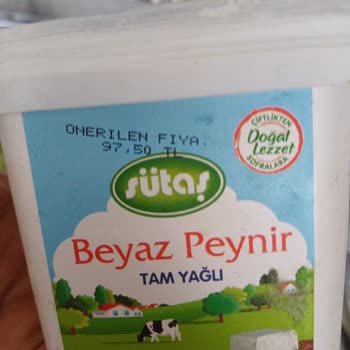 ONERILEN FIYA.
97,50 TL
ÇİFTLİKTEN
Doğal
Lezzet
SOFRALARA
sütaş
Beyaz Peynir
TAM YAĞLI